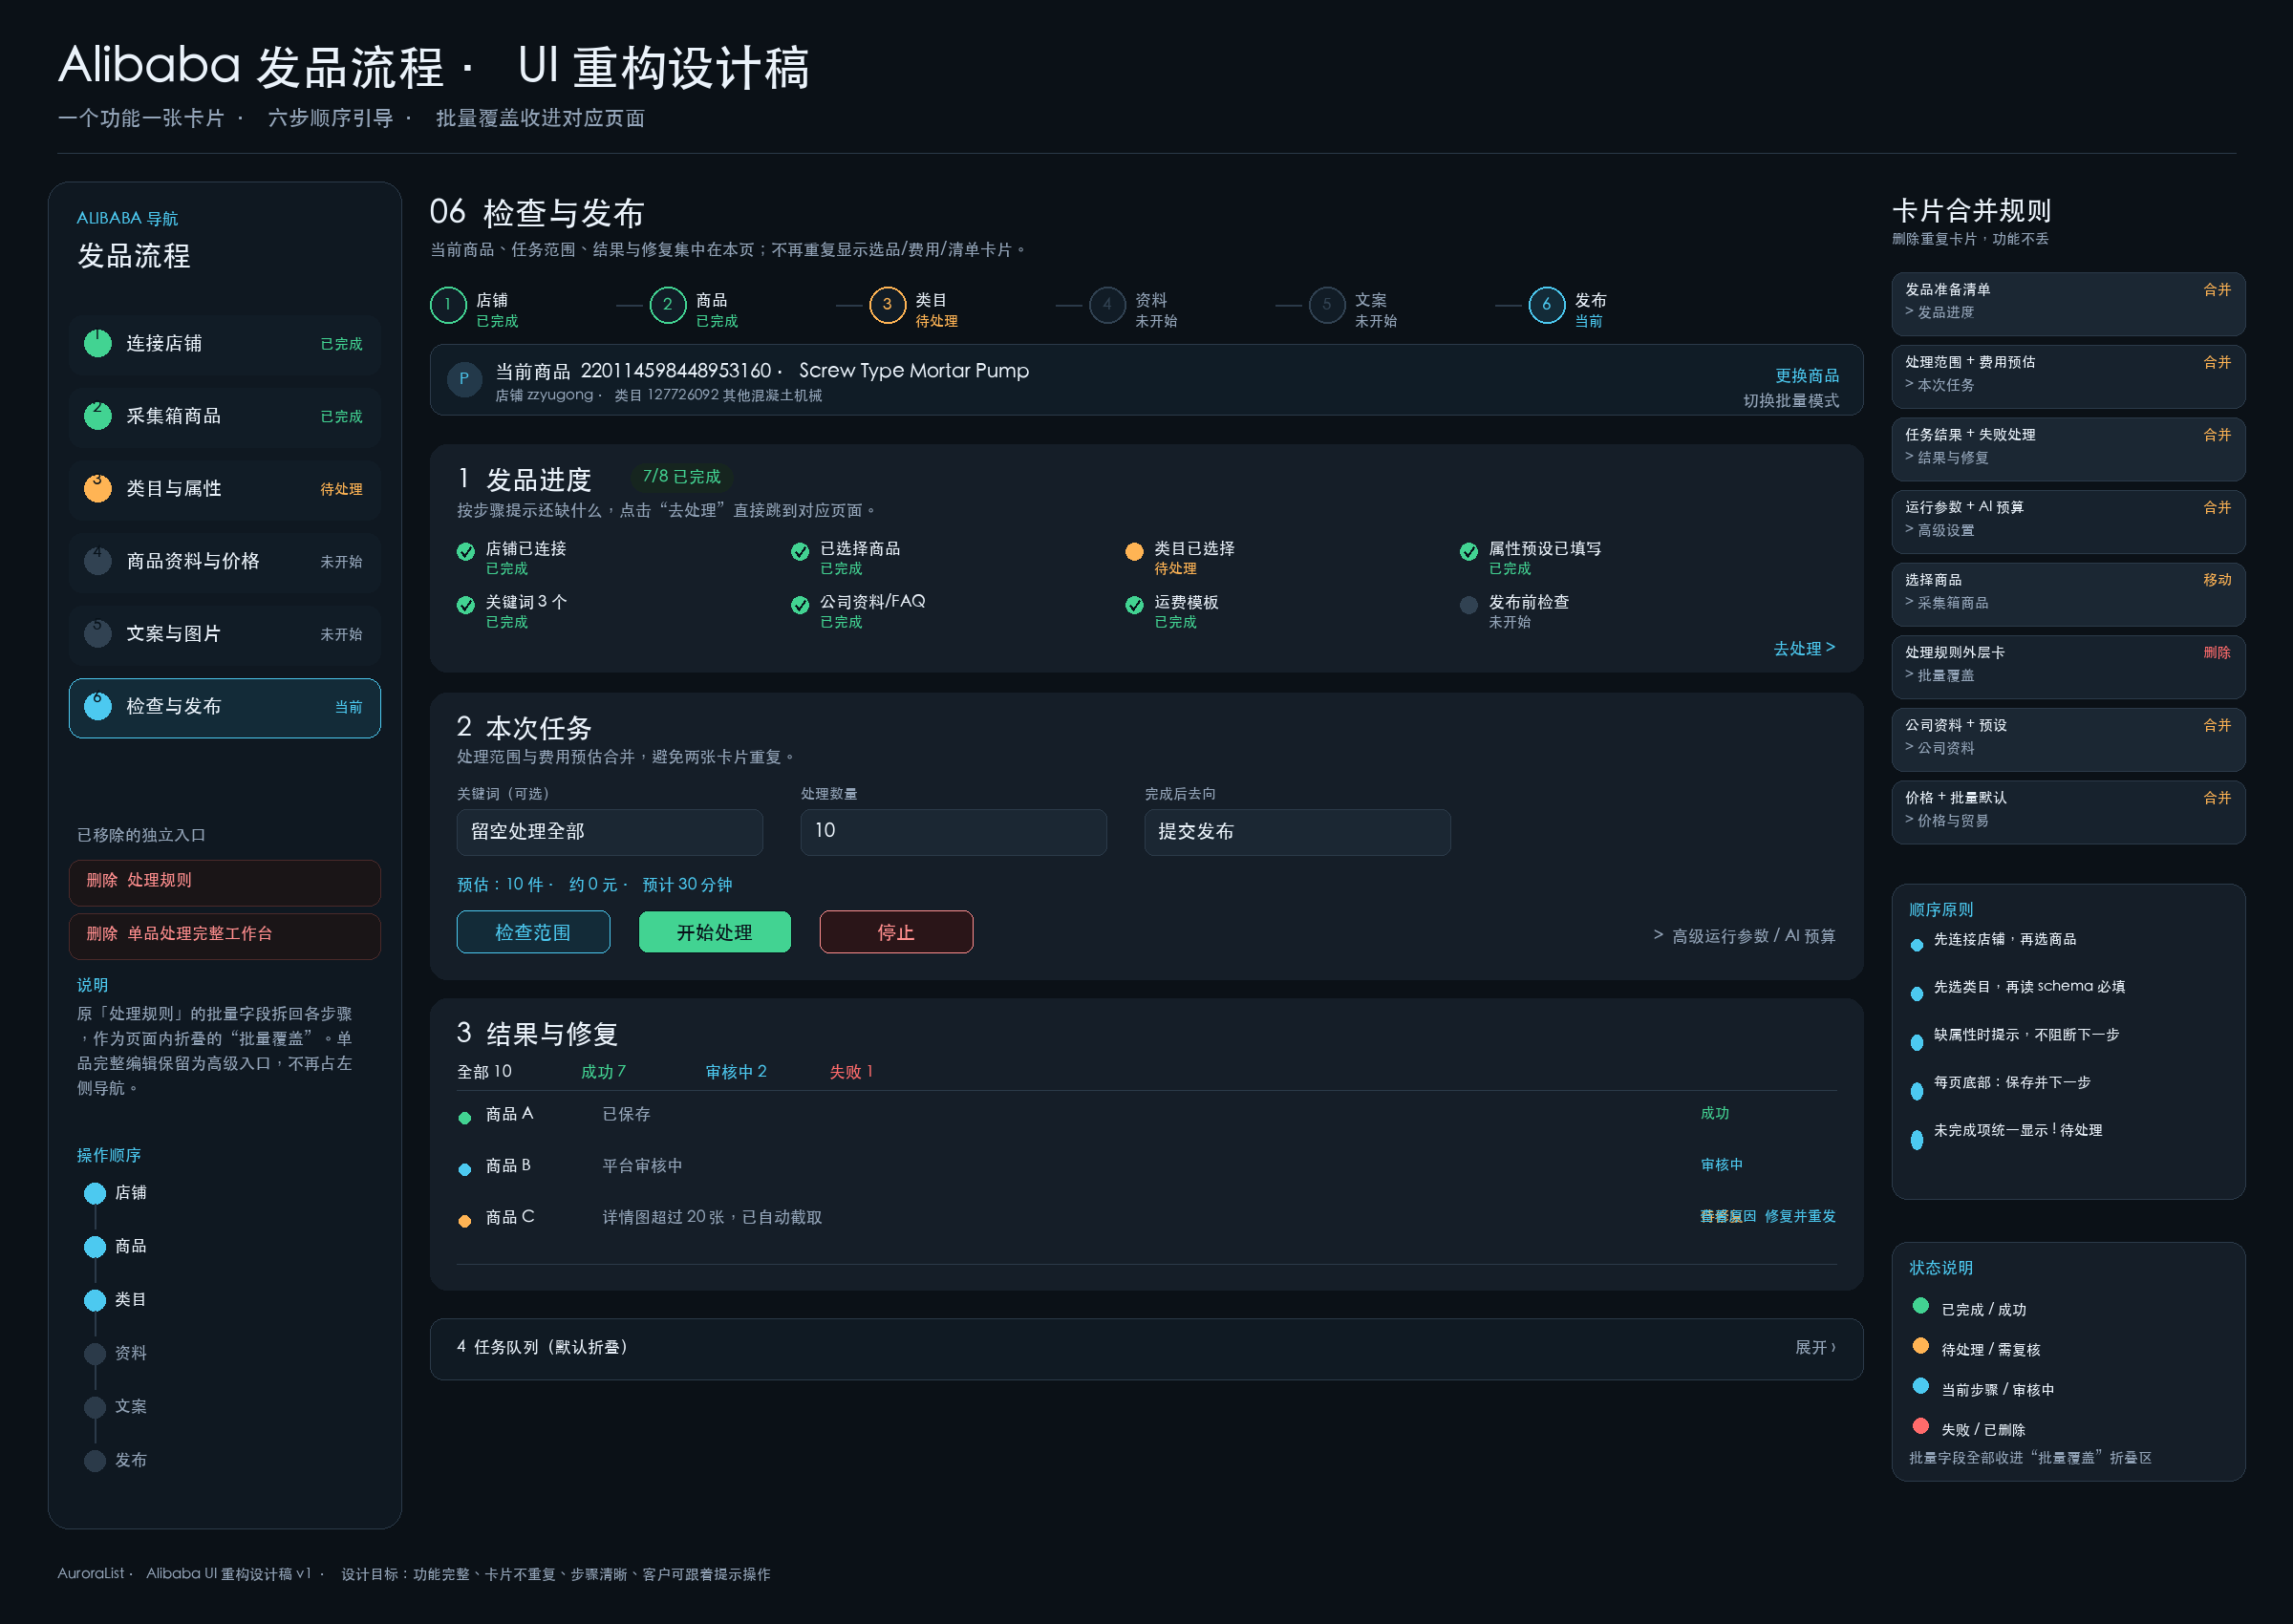 Alibaba 发品流程 · UI 重构设计稿
一个功能一张卡片 · 六步顺序引导 · 批量覆盖收进对应页面
ALIBABA 导航
发品流程
1 连接店铺 已完成
2 采集箱商品 已完成
3 类目与属性 待处理
4 商品资料与价格 未开始
5 文案与图片 未开始
6 检查与发布 当前
已移除的独立入口
删除 处理规则
删除 单品处理完整工作台
说明
原「处理规则」的批量字段拆回各步骤
，作为页面内折叠的“批量覆盖”。单
品完整编辑保留为高级入口，不再占左
侧导航。
操作顺序
店铺
商品
类目
资料
文案
发布
06 检查与发布
当前商品、任务范围、结果与修复集中在本页；不再重复显示选品/费用/清单卡片。
1 店铺 2 商品 3 类目 4 资料 5 文案 6 发布
已完成 已完成 待处理 未开始 未开始 当前
P 当前商品 220114598448953160 · Screw Type Mortar Pump
店铺 zzyugong · 类目 127726092 其他混凝土机械
更换商品
切换批量模式
1 发品进度 7/8 已完成
按步骤提示还缺什么，点击“去处理”直接跳到对应页面。
店铺已连接 已选择商品 类目已选择 属性预设已填写
已完成 已完成 待处理 已完成
关键词 3 个 公司资料/FAQ 运费模板 发布前检查
已完成 已完成 已完成 未开始
去处理 >
2 本次任务
处理范围与费用预估合并，避免两张卡片重复。
关键词（可选） 处理数量 完成后去向
留空处理全部 10 提交发布
预估：10 件 · 约 0 元 · 预计 30 分钟
检查范围 开始处理 停止 > 高级运行参数 / AI 预算
3 结果与修复
全部 10 成功 7 审核中 2 失败 1
商品 A 已保存 成功
商品 B 平台审核中 审核中
商品 C 详情图超过 20 张，已自动截取 因 修复并重发
4 任务队列（默认折叠） 展开 ›
卡片合并规则
删除重复卡片，功能不丢
发品准备清单 合并
> 发品进度
处理范围 + 费用预估 合并
> 本次任务
任务结果 + 失败处理 合并
> 结果与修复
运行参数 + AI 预算 合并
> 高级设置
选择商品 移动
> 采集箱商品
处理规则外层卡 删除
> 批量覆盖
公司资料 + 预设 合并
> 公司资料
价格 + 批量默认 合并
> 价格与贸易
顺序原则
先连接店铺，再选商品
先选类目，再读 schema 必填
缺属性时提示，不阻断下一步
每页底部：保存并下一步
未完成项统一显示 ! 待处理
状态说明
已完成 / 成功
待处理 / 需复核
当前步骤 / 审核中
失败 / 已删除
批量字段全部收进“批量覆盖”折叠区
AuroraList · Alibaba UI 重构设计稿 v1 · 设计目标：功能完整、卡片不重复、步骤清晰、客户可跟着提示操作